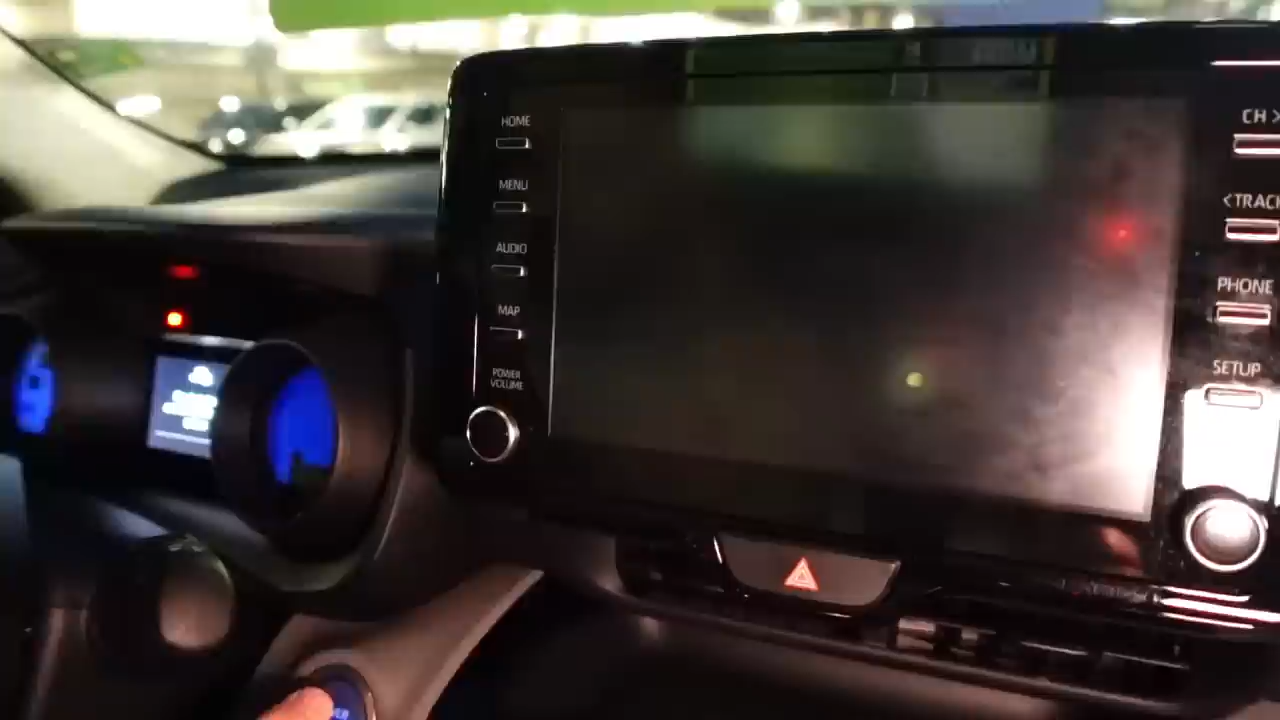 HOME
MENU
AUDIO
MAP
POWER
VOLUME
CH >
<TRACK
PHONE
SETUP